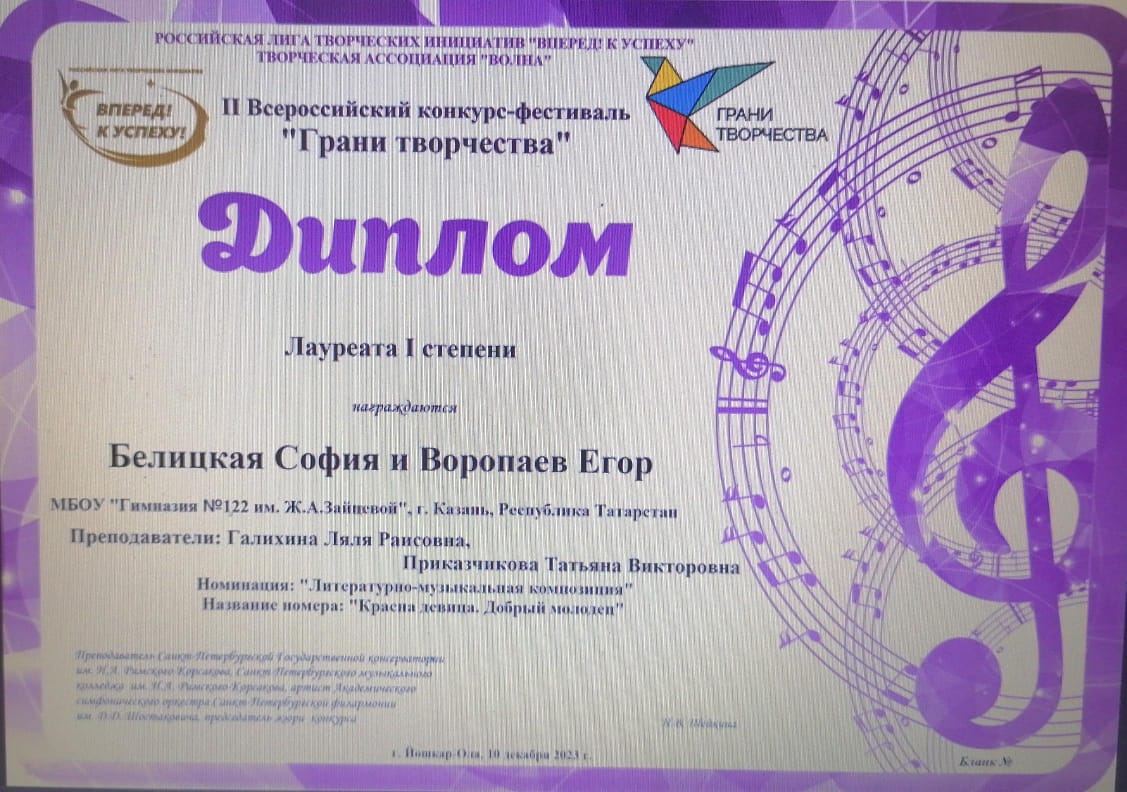 РОССИЙСКАЯ ЛИГА ТВОРЧЕСКИХ ИНИЦИАТИВ "ВПЕРЕД! К УСПЕХУ"
ТВОРЧЕСКАЯ АССОЦИАЦИЯ "ВОЛНА"
РОССИЙСКАЯ ЛИГА ТВОРЧЕСКИХ ИНИЦИАТИВ
ВПЕРЕД!
К УСПЕХУ!
II Всероссийский конкурс-фестиваль
"Грани творчества"
ГРАНИ
ТВОРЧЕСТВА
Диплом
Лауреата I степени
награждаются
Белицкая София и Воропаев Егор
МБОУ "Гимназия №122 им. Ж.А.Зайцевой", г. Казань, Республика Татарстан
Преподаватели: Галихина Ляля Раисовна,
Приказчикова Татьяна Викторовна
Номинация: "Литературно-музыкальная композиция"
Название номера: "Красна девица. Добрый молодец"
Преподаватель Санкт-Петербургской Государственной консерватории
им. Н.А. Римского-Корсакова, Санкт-Петербургского музыкального
колледжа им. Н.А. Римского-Корсакова, артист Академического
симфонического оркестра Санкт-Петербургской филармонии
им. Д.Д. Шостаковича, председатель жюри конкурса
г. Йошкар-Ола, 10 декабря 2023 г.
Бланк №